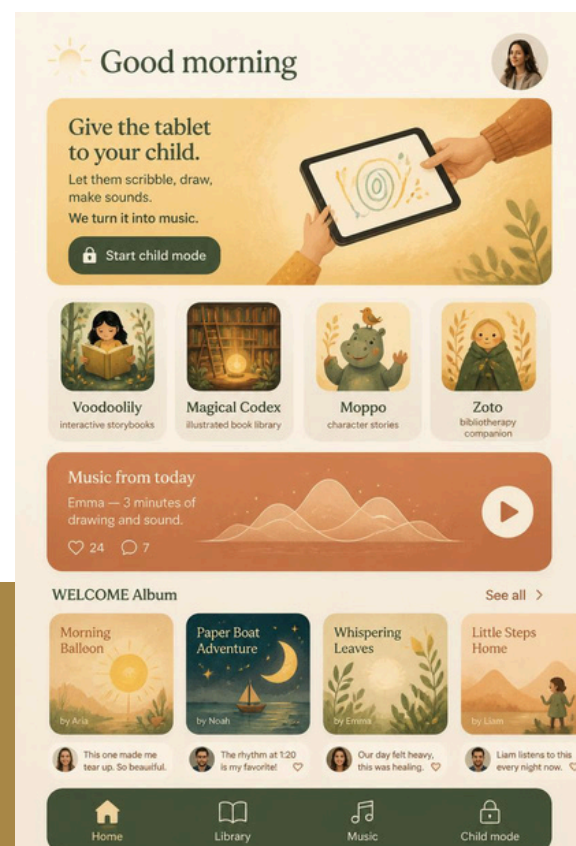 Good morning
Give the tablet
to your child.
Let them scribble, draw,
make sounds.
We turn it into music.
Start child mode
Voodoolily
interactive storybooks
Magical Codex
illustrated book library
Moppo
character stories
Zoto
bibliotherapy
companion
Music from today
Emma — 3 minutes of
drawing and sound.
24
7
WELCOME Album
See all >
Morning
Balloon
by Aria
Paper Boat
Adventure
by Noah
Whispering
Leaves
by Emma
Little Steps
Home
by Liam
This one made me
tear up. So beautiful.
The rhythm at 1:20
is my favorite!
Our day felt heavy,
this was healing.
Liam listens to this
every night now.
Home
Library
Music
Child mode